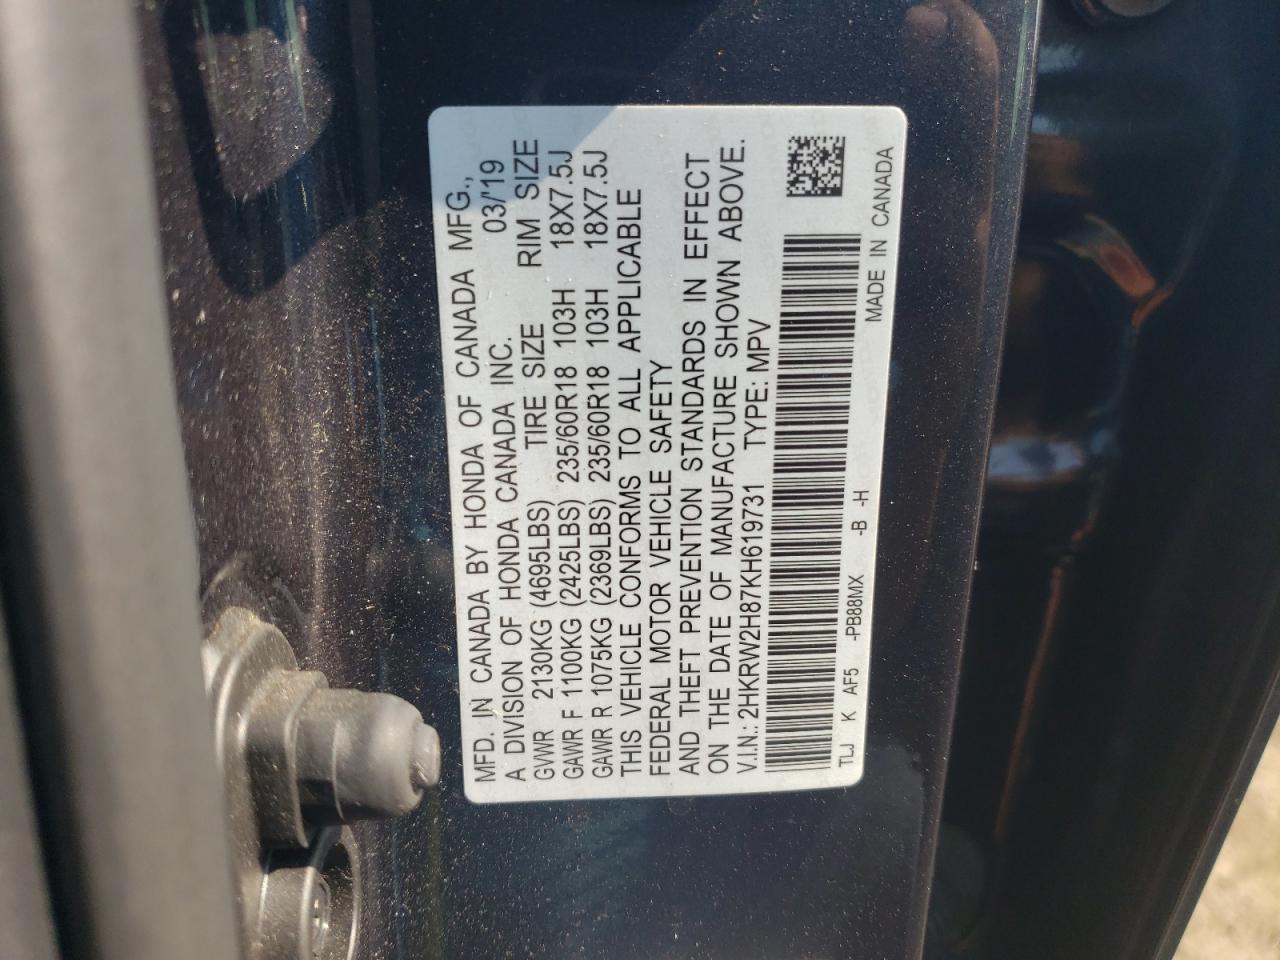 MFD. IN CANADA BY HONDA OF CANADA MFG.,
A DIVISION OF HONDA CANADA INC. 03/'19
GVWR 2130KG (4695LBS) TIRE SIZE RIM SIZE
GAWR F 1100KG (2425LBS) 235/60R18 103H 18X7.5J
GAWR R 1075KG (2369LBS) 235/60R18 103H 18X7.5J
THIS VEHICLE CONFORMS TO ALL APPLICABLE
FEDERAL MOTOR VEHICLE SAFETY
AND THEFT PREVENTION STANDARDS IN EFFECT
ON THE DATE OF MANUFACTURE SHOWN ABOVE.
V.I.N.: 2HKRW2H87KH619731 TYPE: MPV
TLJ K AF5 -PB88MX -B -H MADE IN CANADA